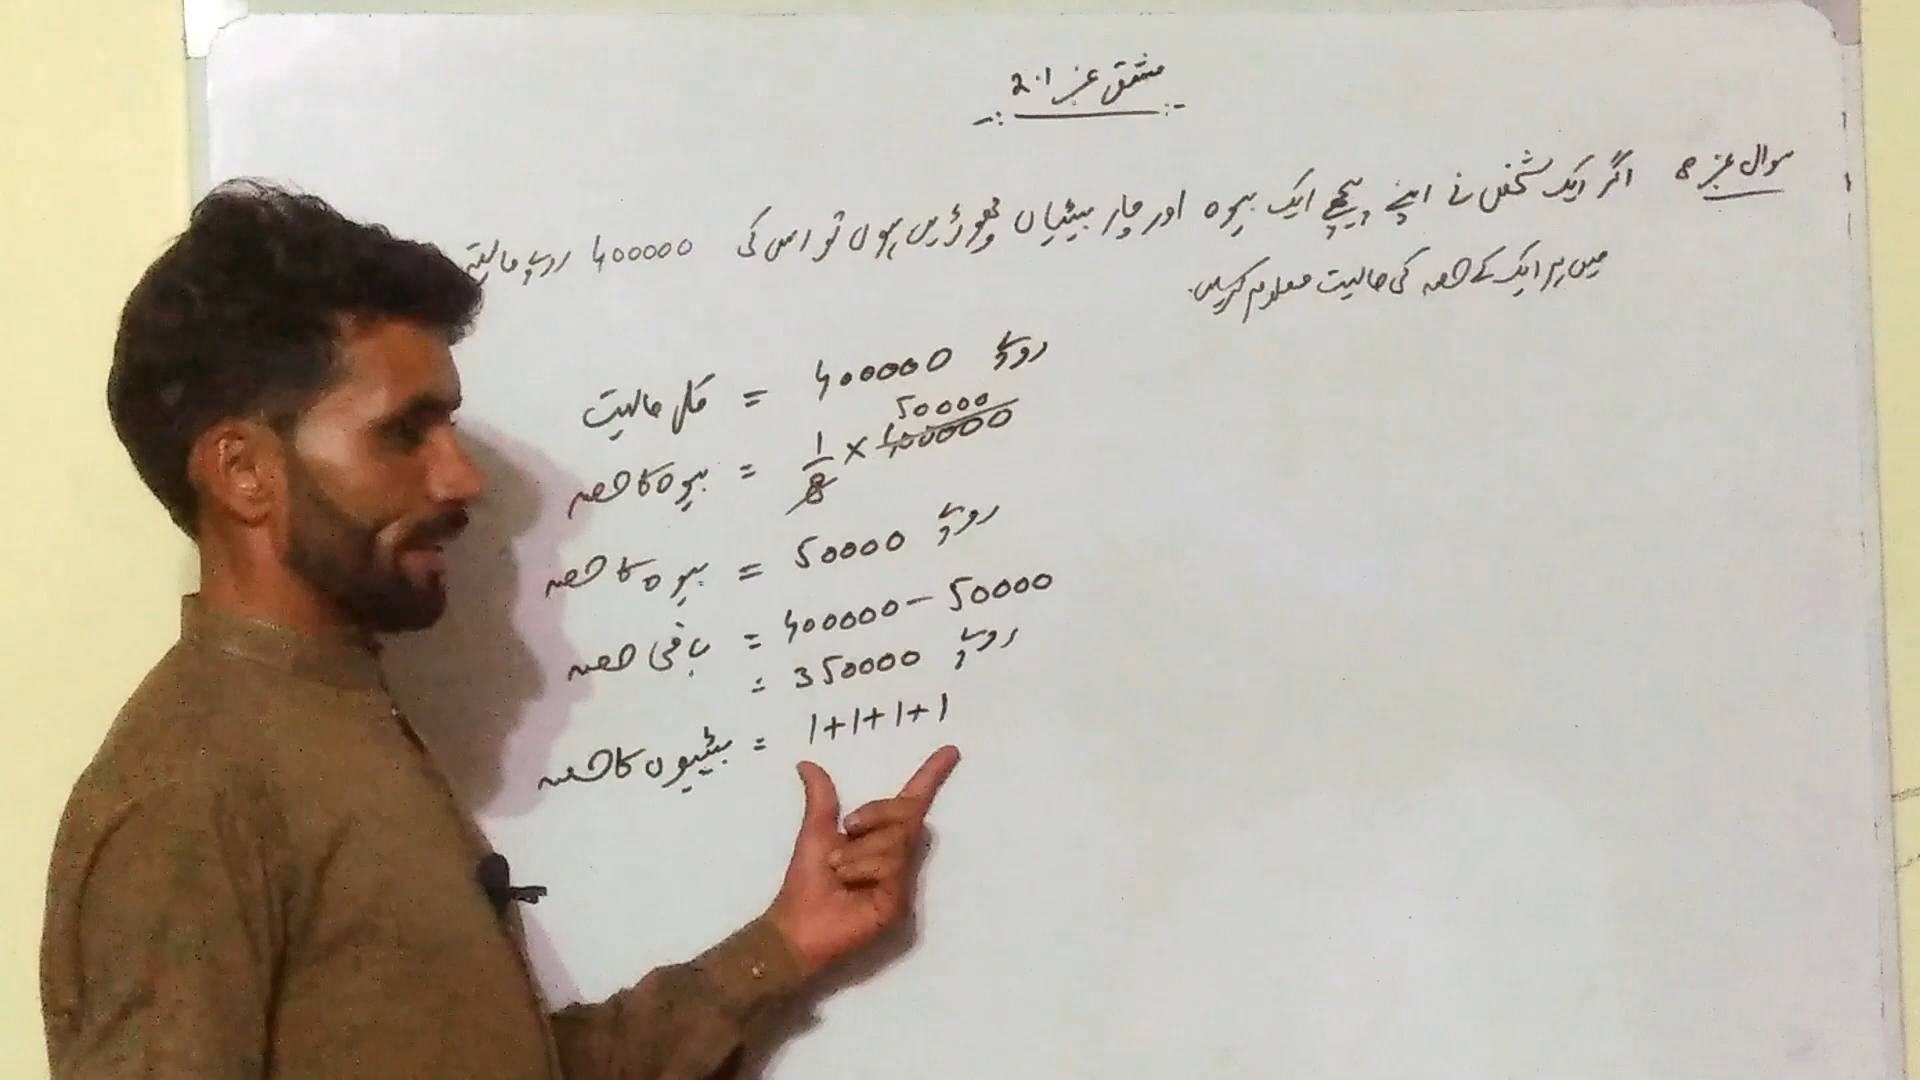 مشق نمبر 2.1
سوال نمبر 8 اگر ایک شخص نے اپنے پیچھے ایک بیوہ اور چار بیٹیاں چھوڑیں ہوں تو اس کی 400000 روپے مالیت
میں ہر ایک کے حصہ کی مالیت معلوم کریں۔
کل مالیت = 400000 روپے
50000
بیوہ کا حصہ = 1/8 × 400000
بیوہ کا حصہ = 50000 روپے
باقی حصہ = 400000 – 50000
= 350000 روپے
بیٹیوں کا حصہ = 1+1+1+1